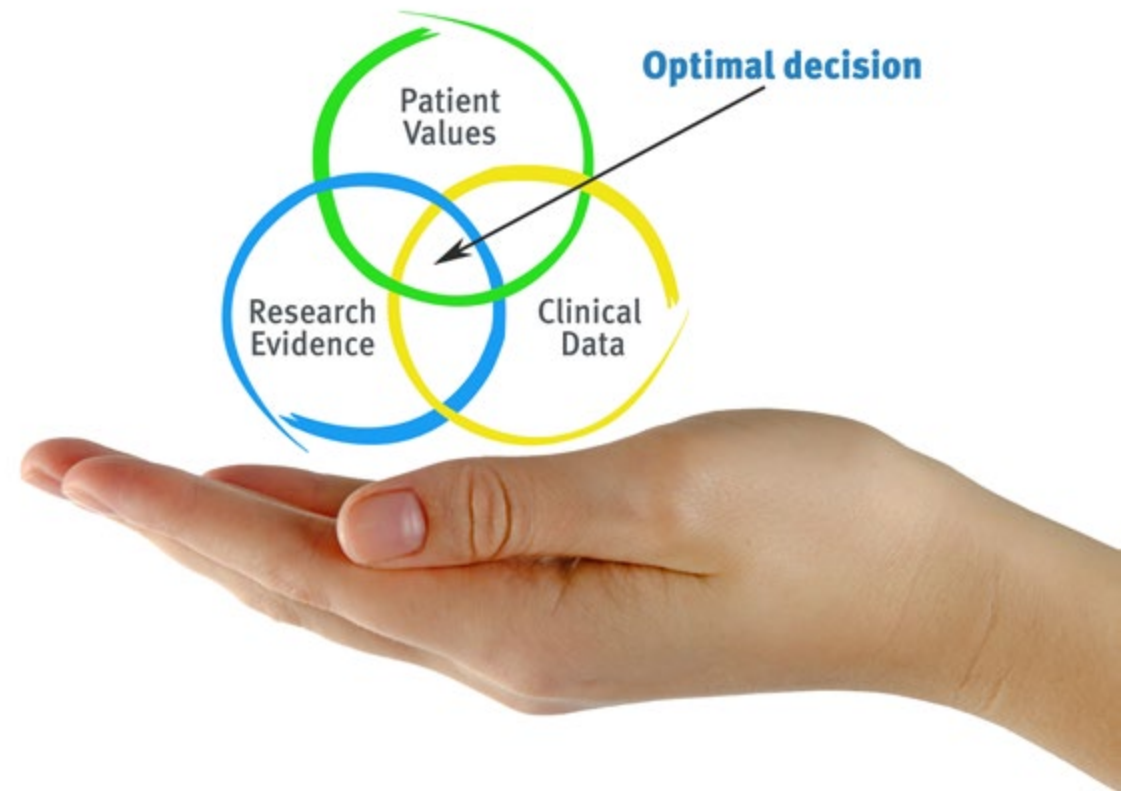 Optimal decision
Patient
Values
Research
Evidence
Clinical
Data